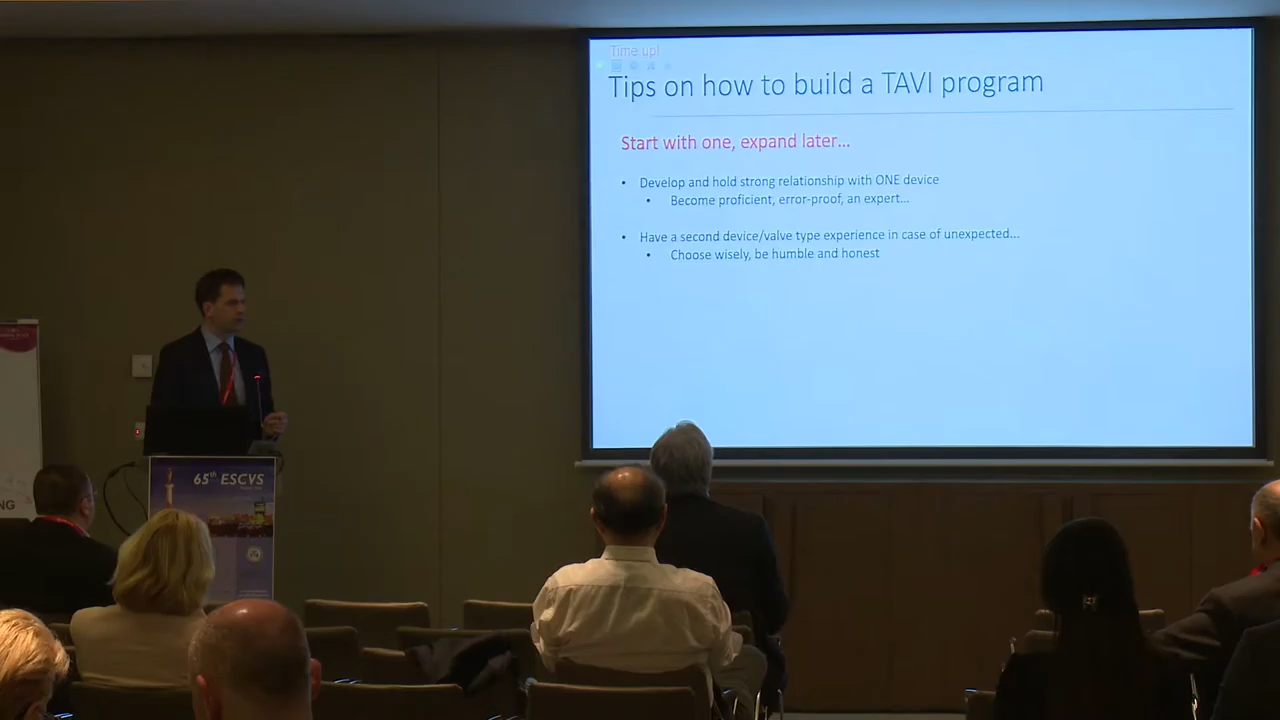 Time up!
Tips on how to build a TAVI program
Start with one, expand later...
• Develop and hold strong relationship with ONE device
• Become proficient, error-proof, an expert...
• Have a second device/valve type experience in case of unexpected...
• Choose wisely, be humble and honest
65th ESCVS
NG